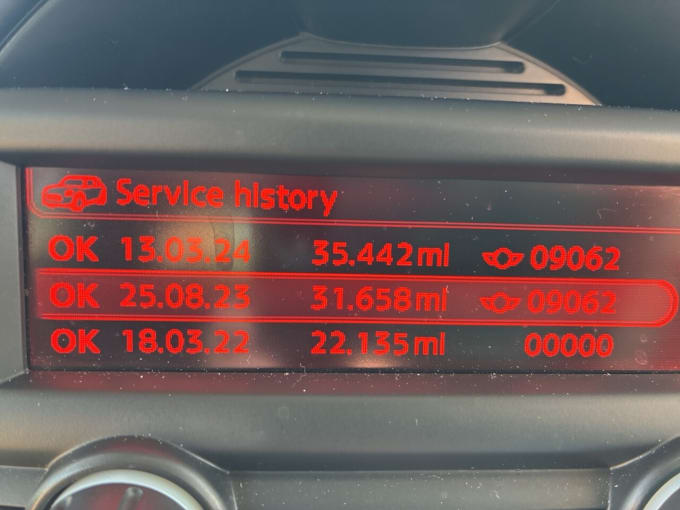 Service history
OK 13.03.24 35.442ml 09062
OK 25.08.23 31.658ml 09062
OK 18.03.22 22.135ml 00000